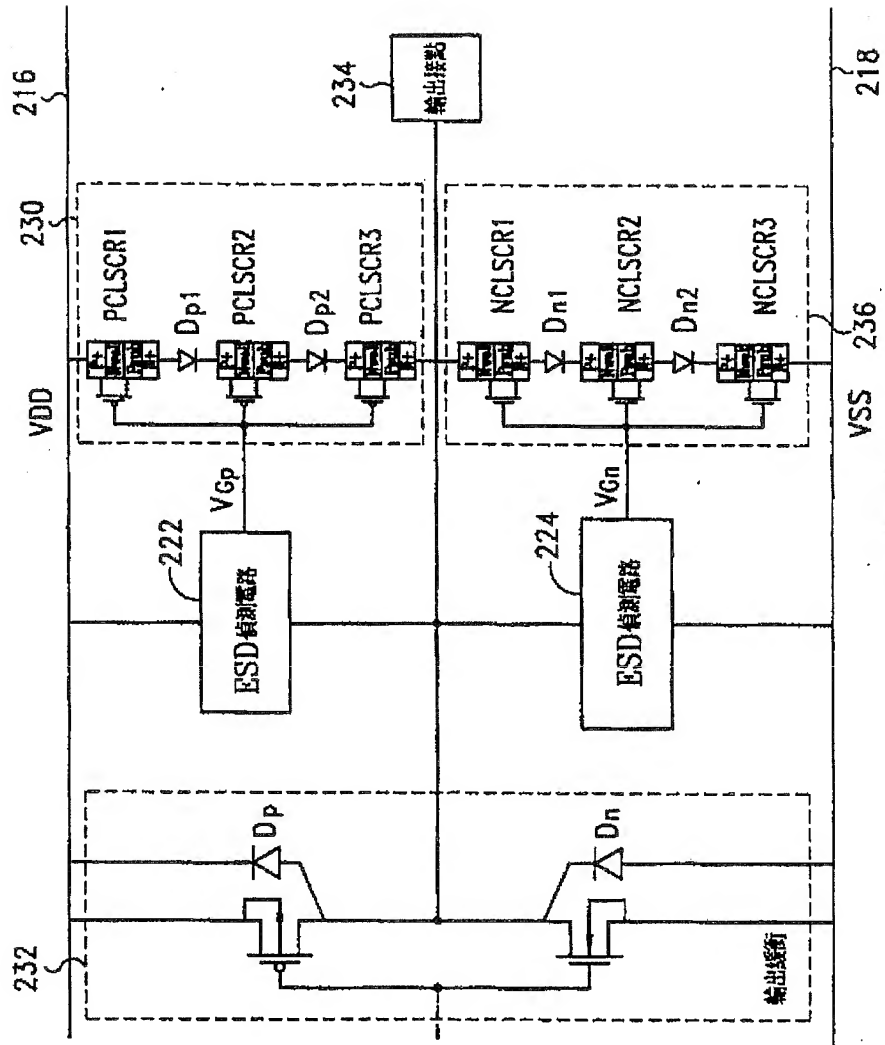 216
VDD
230
PCLSCR1
P+
Dp1
P+
PCLSCR2
Dp2
P+
PCLSCR3
222
ESD偵測電路
VGp
234
輸出接點
232
Dp
Dn
輸出緩衝
224
ESD偵測電路
VGn
NCLSCR1
P+
Dn1
P+
NCLSCR2
Dn2
P+
NCLSCR3
236
VSS
218